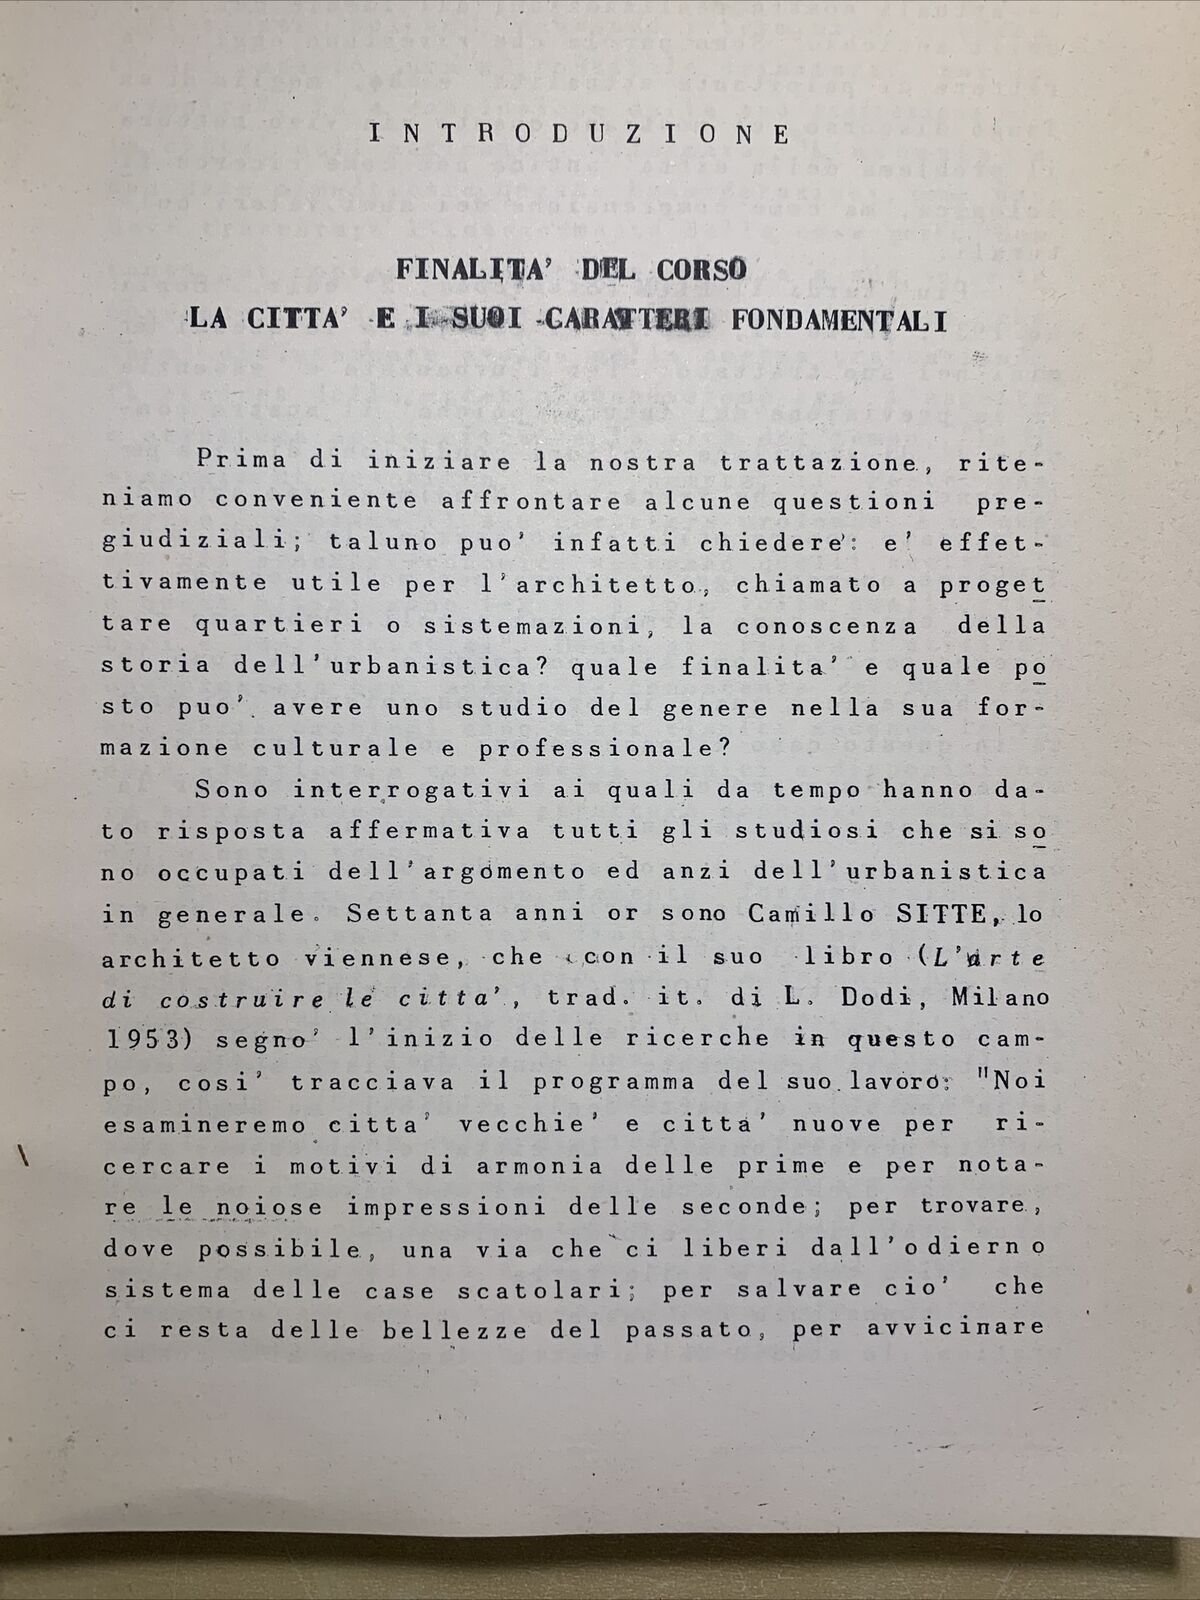 INTRODUZIONE
FINALITA' DEL CORSO
LA CITTA' E I SUOI CARATTERI FONDAMENTALI
Prima di iniziare la nostra trattazione, rite-
niamo conveniente affrontare alcune questioni pre-
giudiziali; taluno puo' infatti chiedere: e' effet-
tivamente utile per l'architetto, chiamato a proget
tare quartieri o sistemazioni, la conoscenza della
storia dell'urbanistica? quale finalita' e quale po
sto puo' avere uno studio del genere nella sua for-
mazione culturale e professionale?
Sono interrogativi ai quali da tempo hanno da-
to risposta affermativa tutti gli studiosi che si so
no occupati dell'argomento ed anzi dell'urbanistica
in generale. Settanta anni or sono Camillo SITTE, lo
architetto viennese, che con il suo libro (L'arte
di costruire le citta', trad. it. di L. Dodi, Milano
1953) segno' l'inizio delle ricerche in questo cam-
po, cosi' tracciava il programma del suo lavoro: "Noi
esamineremo citta' vecchie' e citta' nuove per ri-
cercare i motivi di armonia delle prime e per nota-
re le noiose impressioni delle seconde; per trovare,
dove possibile, una via che ci liberi dall'odierno
sistema delle case scatolari; per salvare cio' che
ci resta delle bellezze del passato, per avvicinare